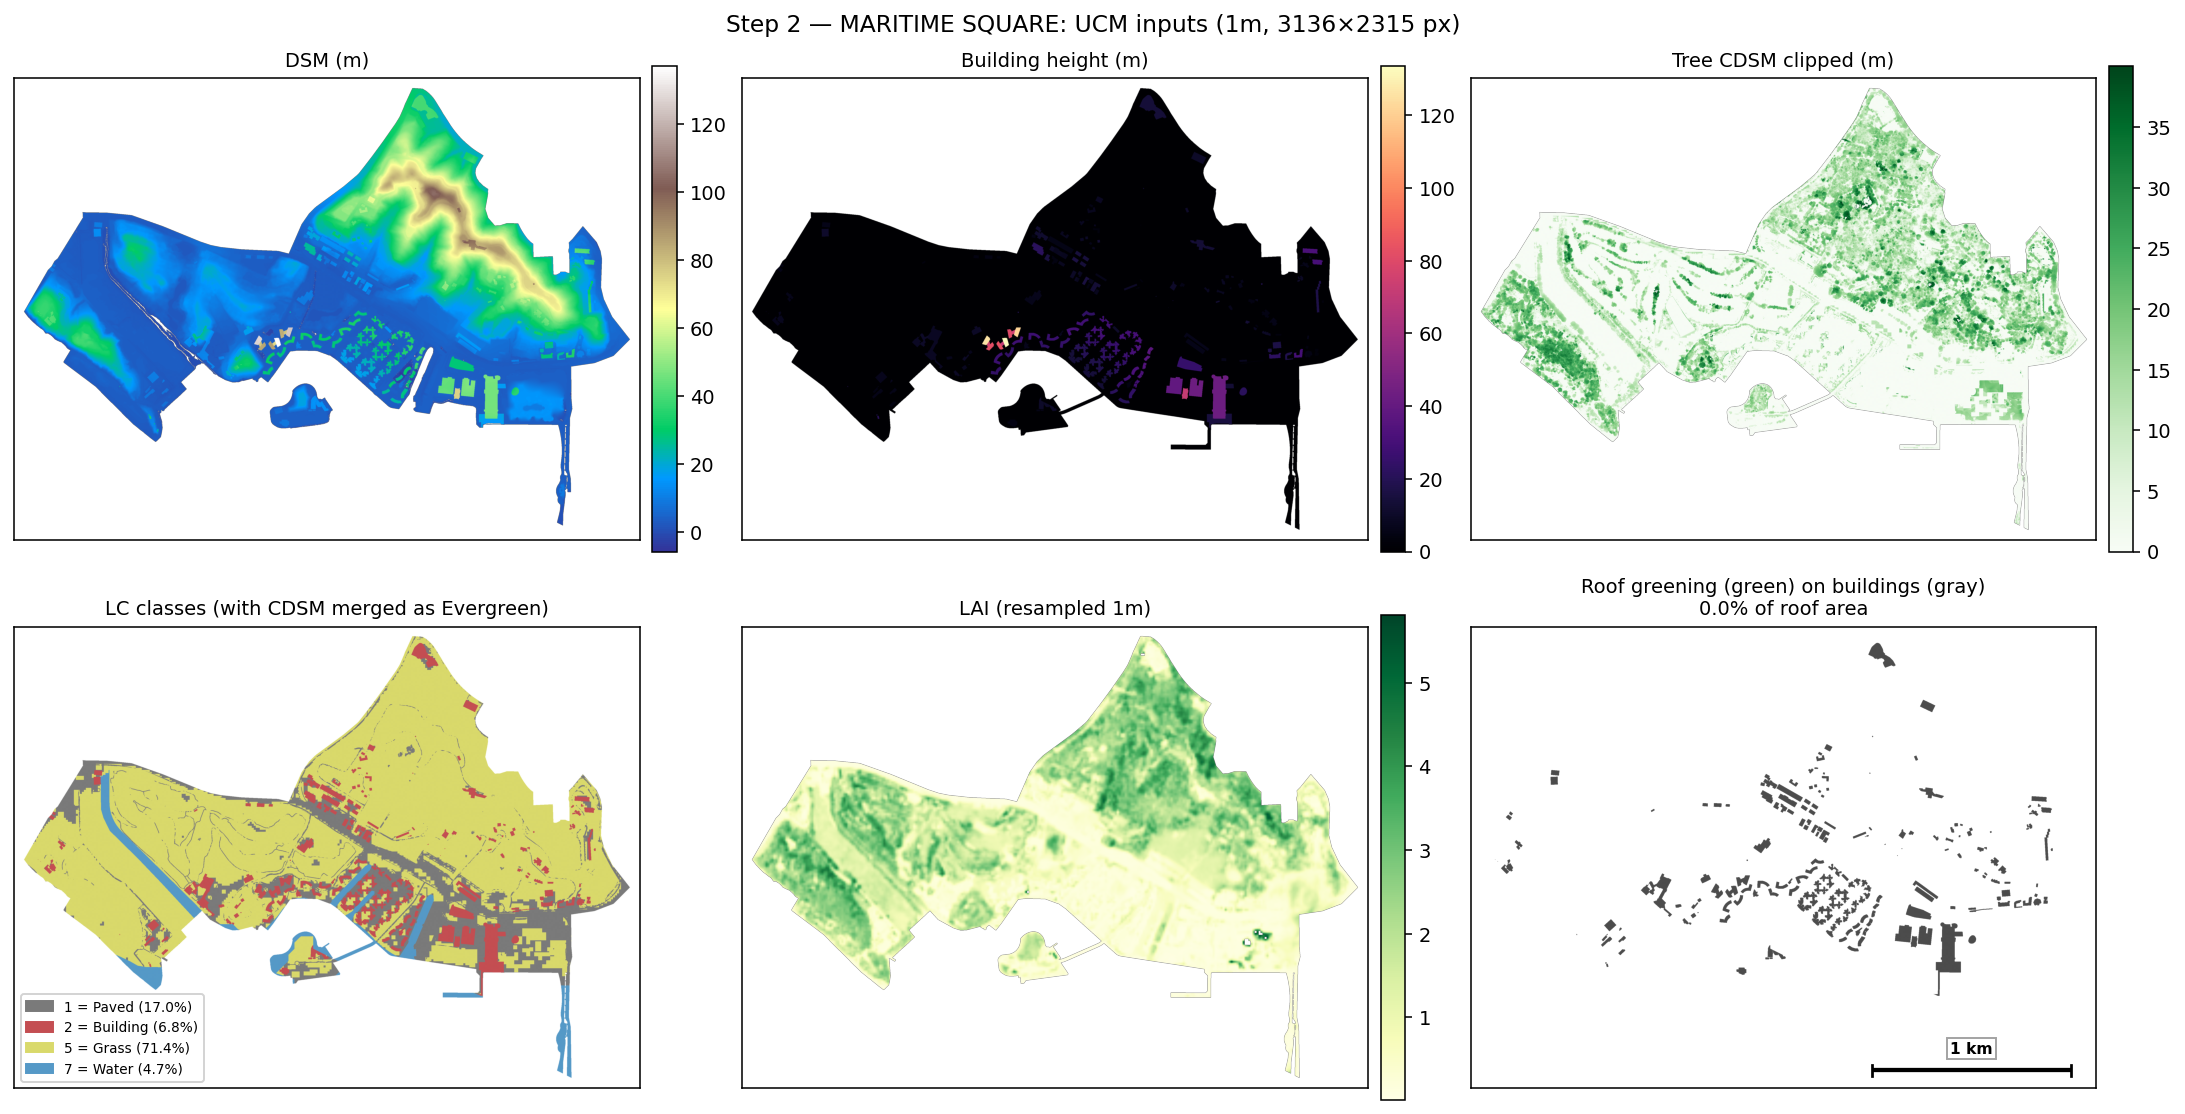 Step 2 — MARITIME SQUARE: UCM inputs (1m, 3136×2315 px)
DSM (m)
120
100
80
60
40
20
0
Building height (m)
120
100
80
60
40
20
0
Tree CDSM clipped (m)
35
30
25
20
15
10
5
0
LC classes (with CDSM merged as Evergreen)
1 = Paved (17.0%)
2 = Building (6.8%)
5 = Grass (71.4%)
7 = Water (4.7%)
LAI (resampled 1m)
5
4
3
2
1
Roof greening (green) on buildings (gray)
0.0% of roof area
1 km